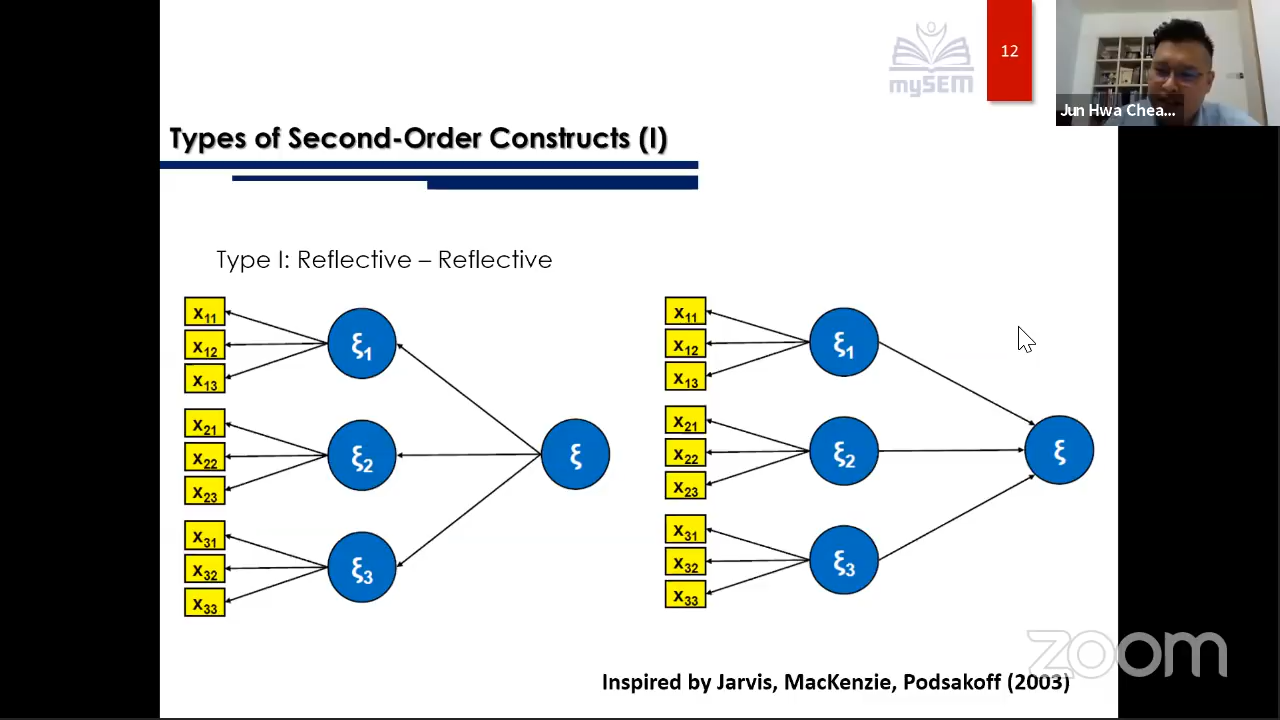 12
mySEM
Jun Hwa Chea...
Types of Second-Order Constructs (I)
Type I: Reflective – Reflective
x11
x12
x13
ξ1
x21
x22
x23
ξ2
ξ
x31
x32
x33
ξ3
x11
x12
x13
ξ1
x21
x22
x23
ξ2
ξ
x31
x32
x33
ξ3
zoom
Inspired by Jarvis, MacKenzie, Podsakoff (2003)